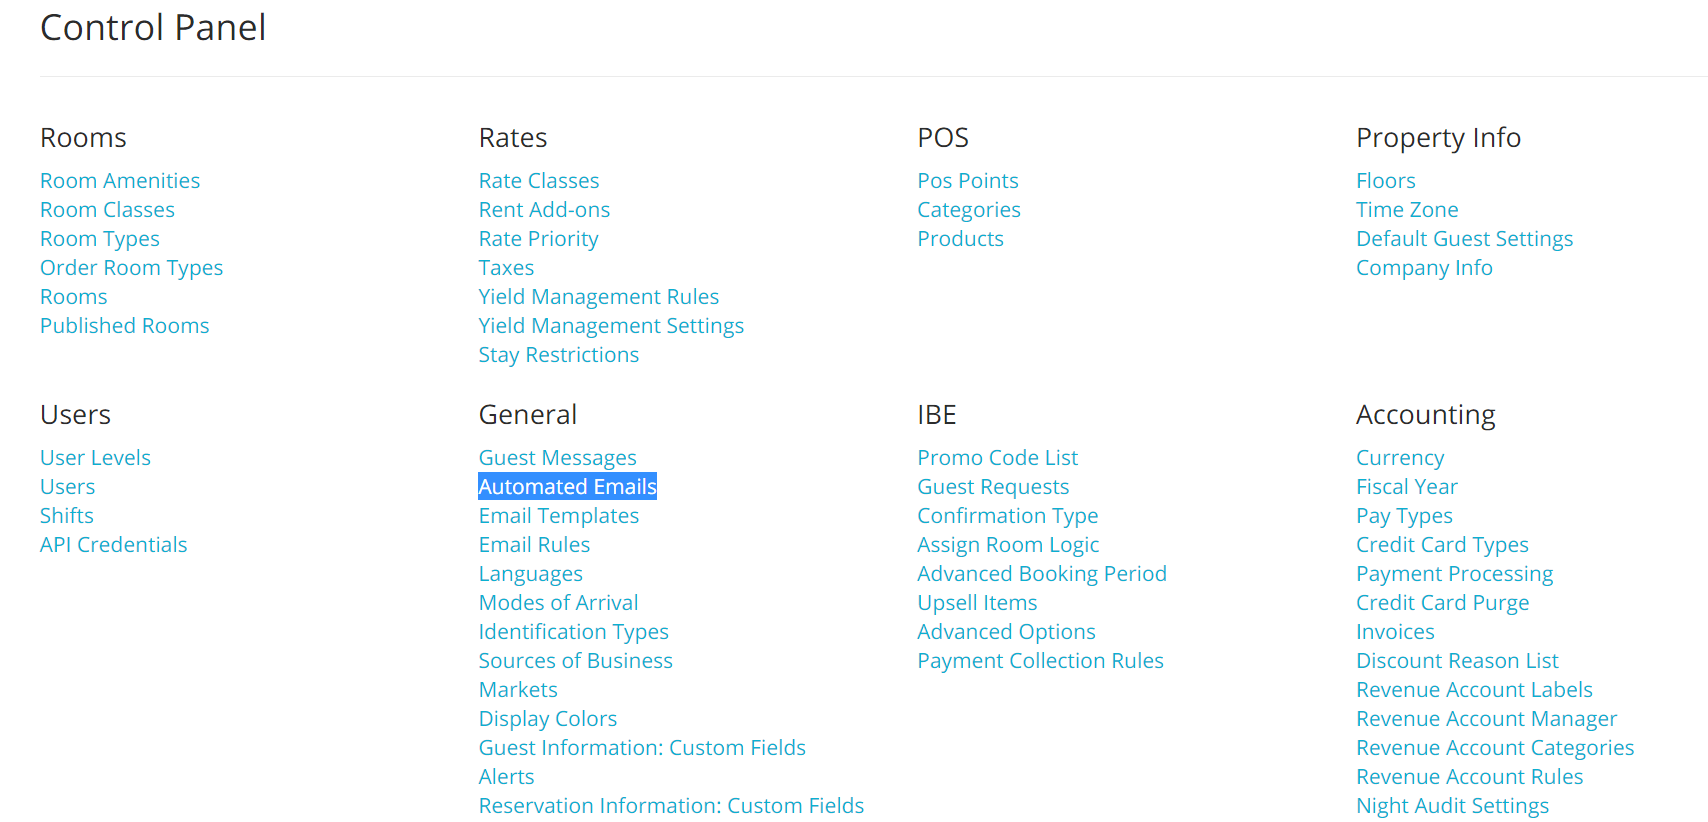 Control Panel
Rooms
Room Amenities
Room Classes
Room Types
Order Room Types
Rooms
Published Rooms
Rates
Rate Classes
Rent Add-ons
Rate Priority
Taxes
Yield Management Rules
Yield Management Settings
Stay Restrictions
POS
Pos Points
Categories
Products
Property Info
Floors
Time Zone
Default Guest Settings
Company Info
Users
User Levels
Users
Shifts
API Credentials
General
Guest Messages
Automated Emails
Email Templates
Email Rules
Languages
Modes of Arrival
Identification Types
Sources of Business
Markets
Display Colors
Guest Information: Custom Fields
Alerts
Reservation Information: Custom Fields
IBE
Promo Code List
Guest Requests
Confirmation Type
Assign Room Logic
Advanced Booking Period
Upsell Items
Advanced Options
Payment Collection Rules
Accounting
Currency
Fiscal Year
Pay Types
Credit Card Types
Payment Processing
Credit Card Purge
Invoices
Discount Reason List
Revenue Account Labels
Revenue Account Manager
Revenue Account Categories
Revenue Account Rules
Night Audit Settings